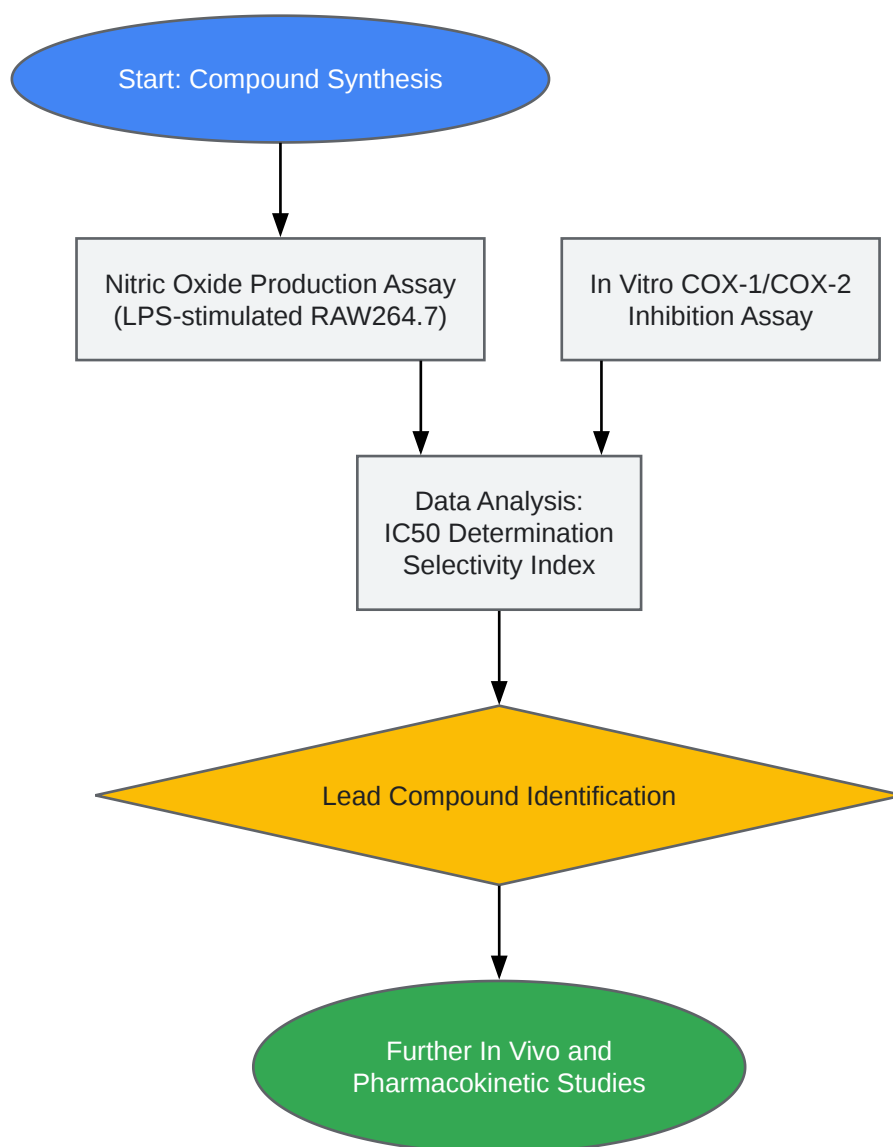 Start: Compound Synthesis
Nitric Oxide Production Assay
(LPS-stimulated RAW264.7)
In Vitro COX-1/COX-2
Inhibition Assay
Data Analysis:
IC50 Determination
Selectivity Index
Lead Compound Identification
Further In Vivo and
Pharmacokinetic Studies